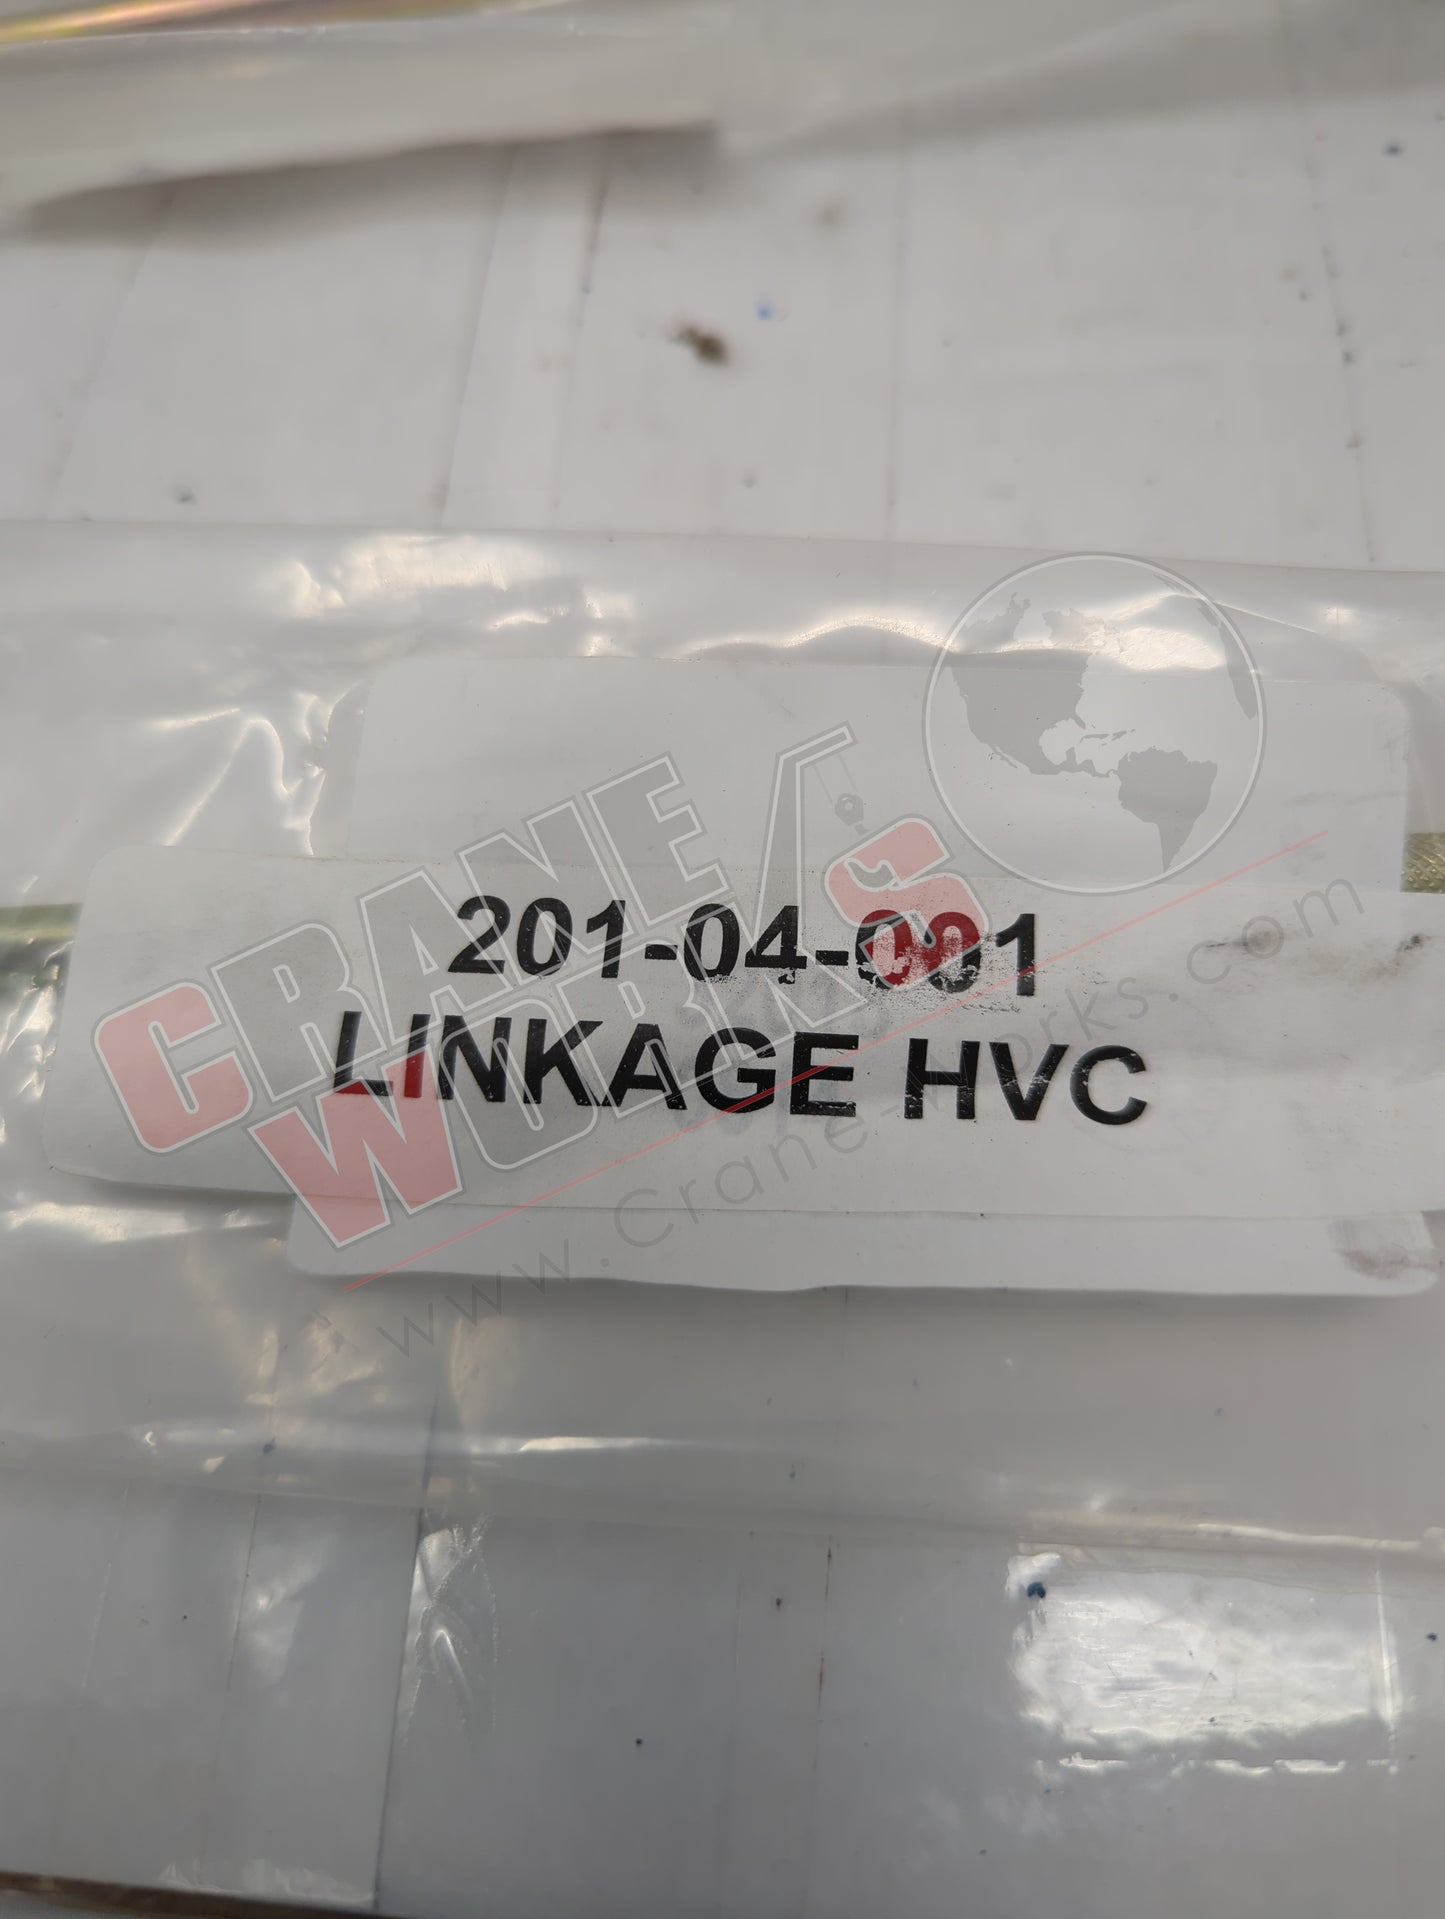 CRANE
WORKS
201-04-001
LINKAGE HVC
www.Crane-Works.com